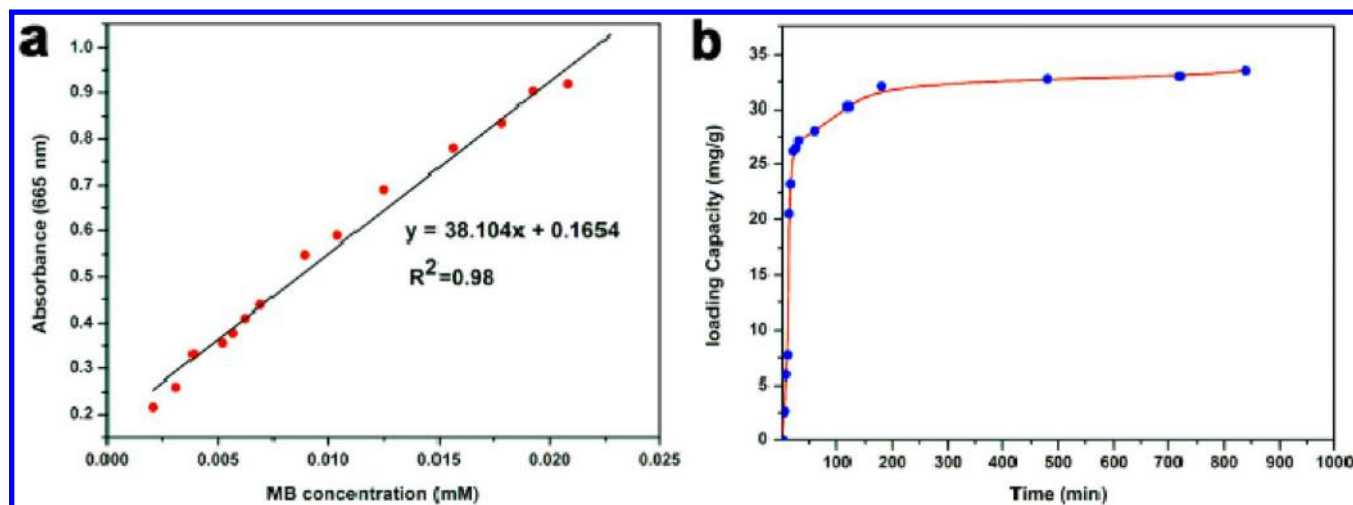 a
Absorbance (665 nm)
1.0
0.9
0.8
0.7
0.6
0.5
0.4
0.3
0.2
y = 38.104x + 0.1654
R²=0.98
0.000 0.005 0.010 0.015 0.020 0.025
MB concentration (mM)
b
loading Capacity (mg/g)
35
30
25
20
15
10
5
0
100 200 300 400 500 600 700 800 900 1000
Time (min)